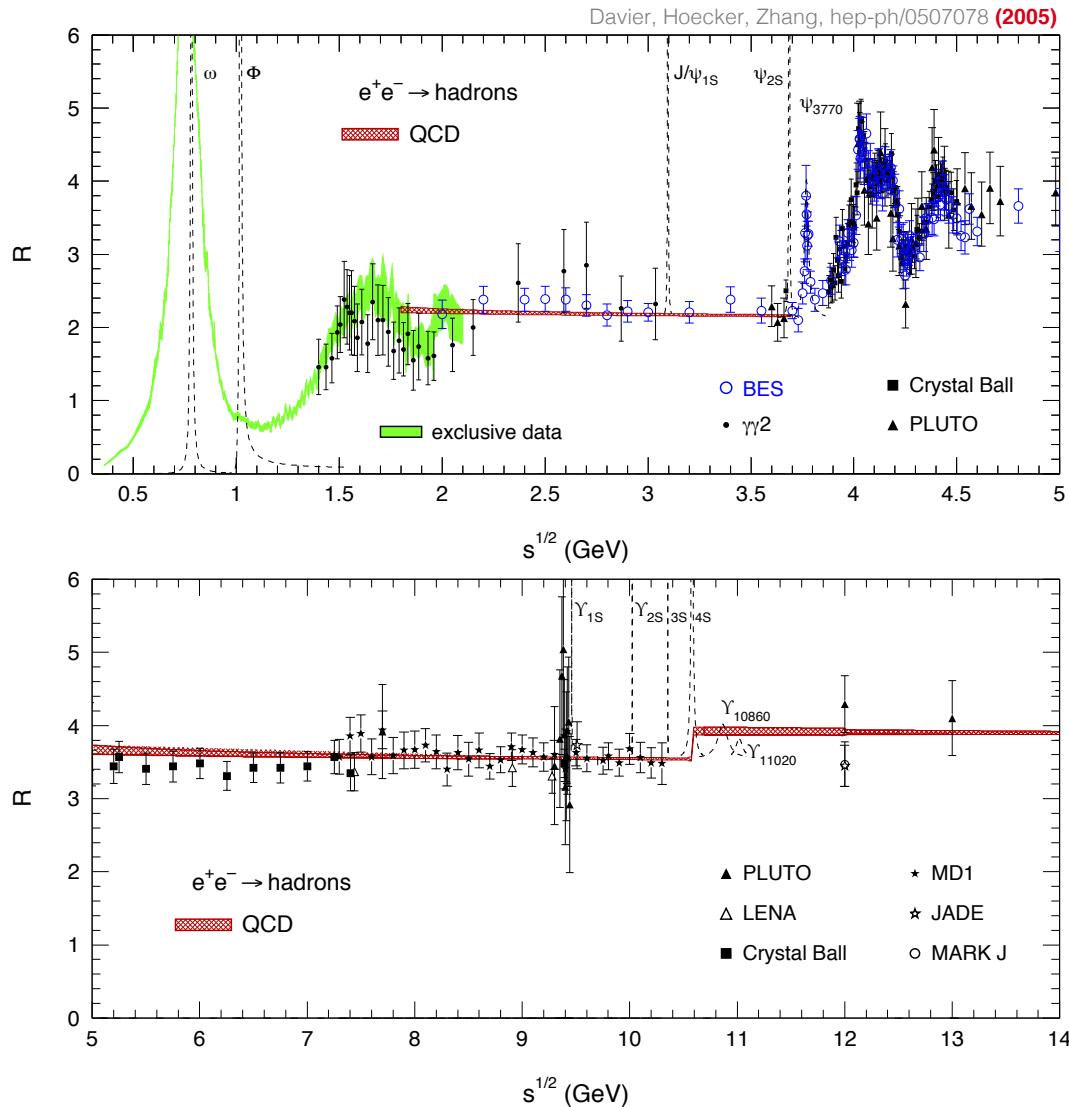 Davier, Hoecker, Zhang, hep-ph/0507078 (2005)
6
5
4
3
2
1
0
R
ω
Φ
J/ψ1S
ψ2S
ψ3770
e+e− → hadrons
QCD
BES
Crystal Ball
γγ2
PLUTO
exclusive data
0.5 1 1.5 2 2.5 3 3.5 4 4.5 5
s1/2 (GeV)
6
5
4
3
2
1
0
R
ϒ1S
ϒ2S
3S
4S
ϒ10860
ϒ11020
e+e− → hadrons
QCD
PLUTO
MD1
LENA
JADE
Crystal Ball
MARK J
5 6 7 8 9 10 11 12 13 14
s1/2 (GeV)